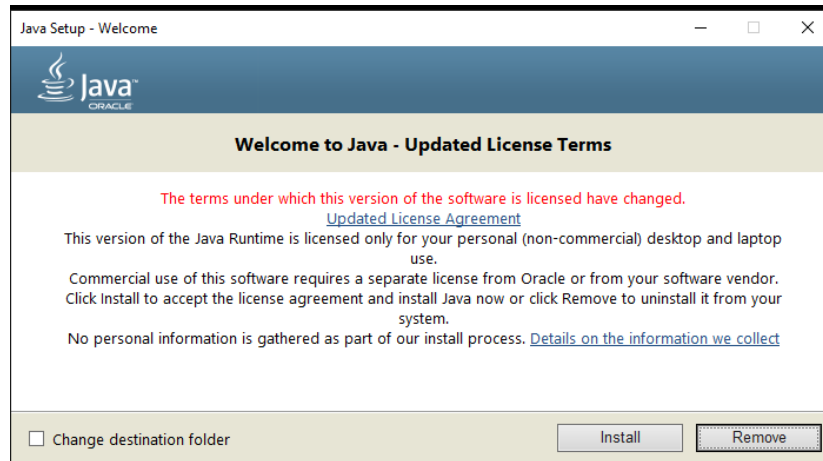 Java Setup - Welcome
Java™
ORACLE
Welcome to Java - Updated License Terms
The terms under which this version of the software is licensed have changed.
Updated License Agreement
This version of the Java Runtime is licensed only for your personal (non-commercial) desktop and laptop
use.
Commercial use of this software requires a separate license from Oracle or from your software vendor.
Click Install to accept the license agreement and install Java now or click Remove to uninstall it from your
system.
No personal information is gathered as part of our install process. Details on the information we collect
Change destination folder
Install
Remove